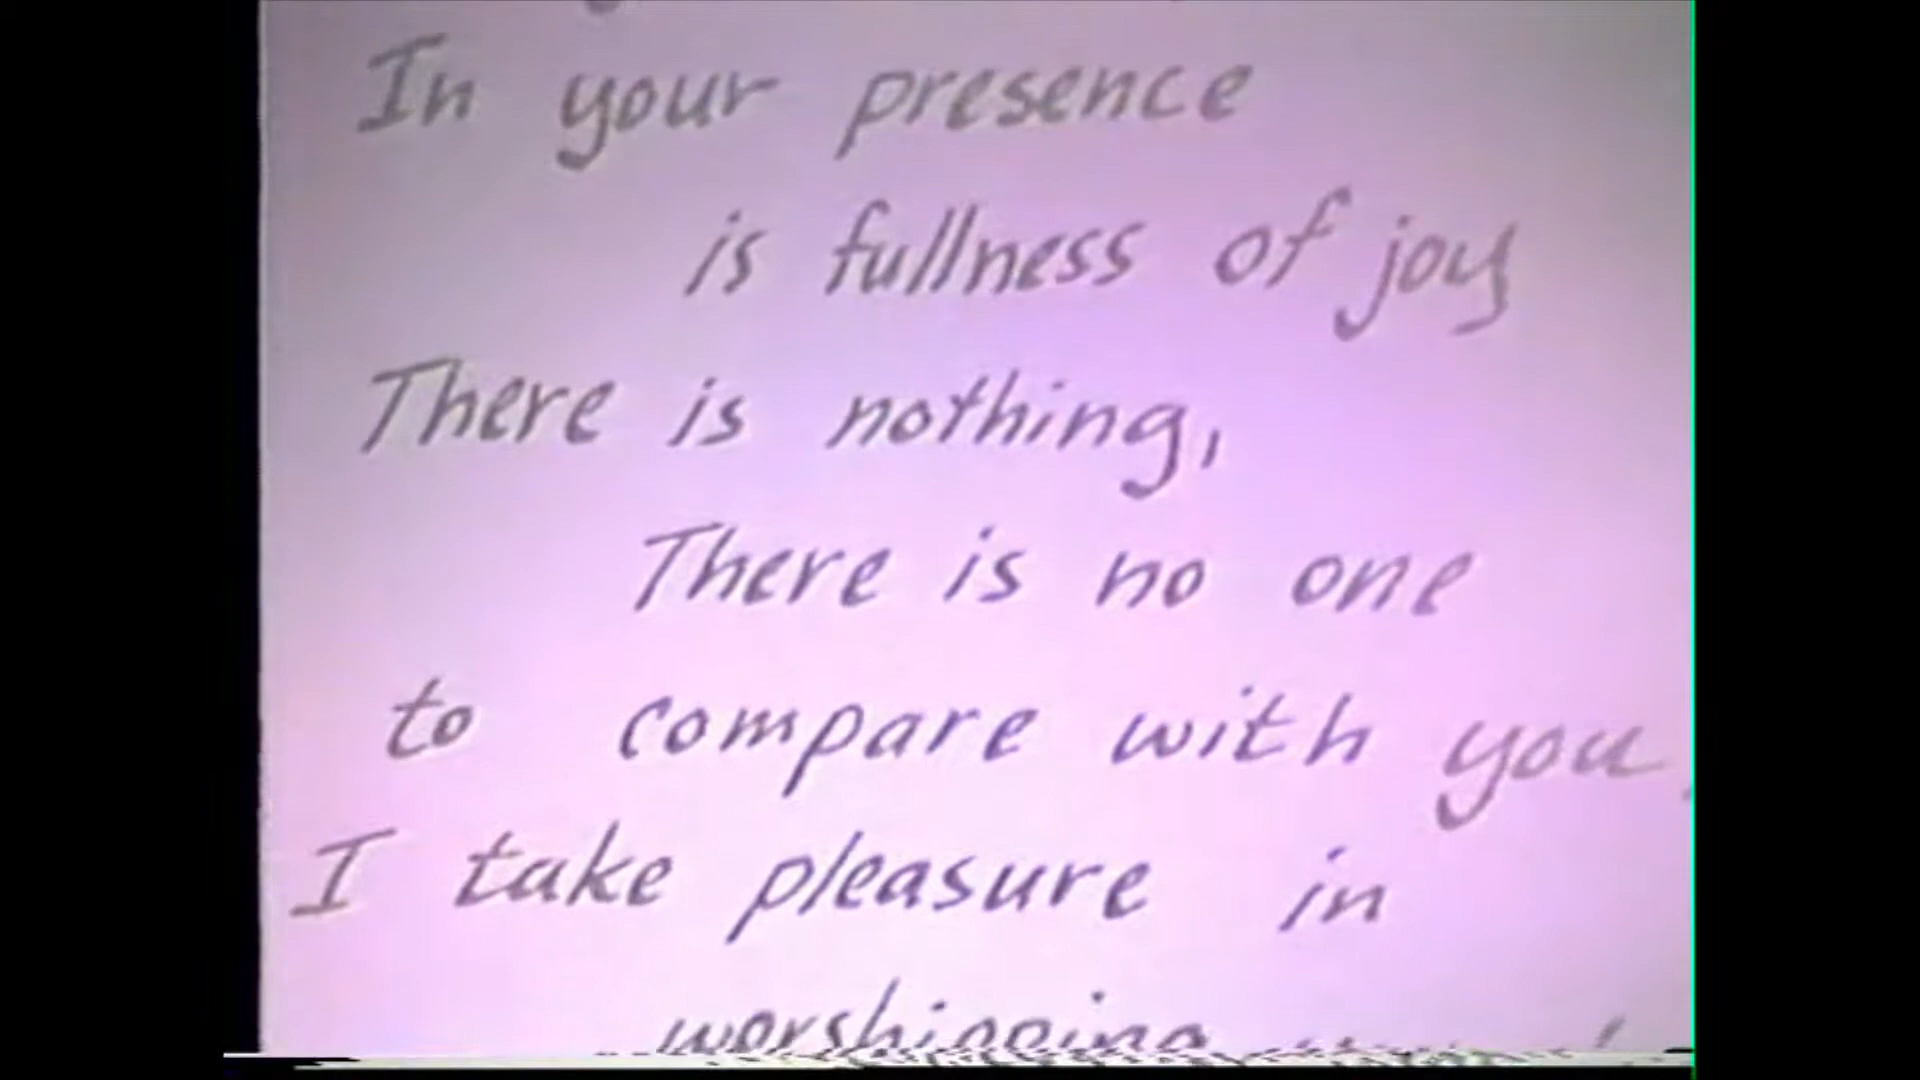 In your presence
is fullness of joy
There is nothing,
There is no one
to compare with you
I take pleasure in
worshipping